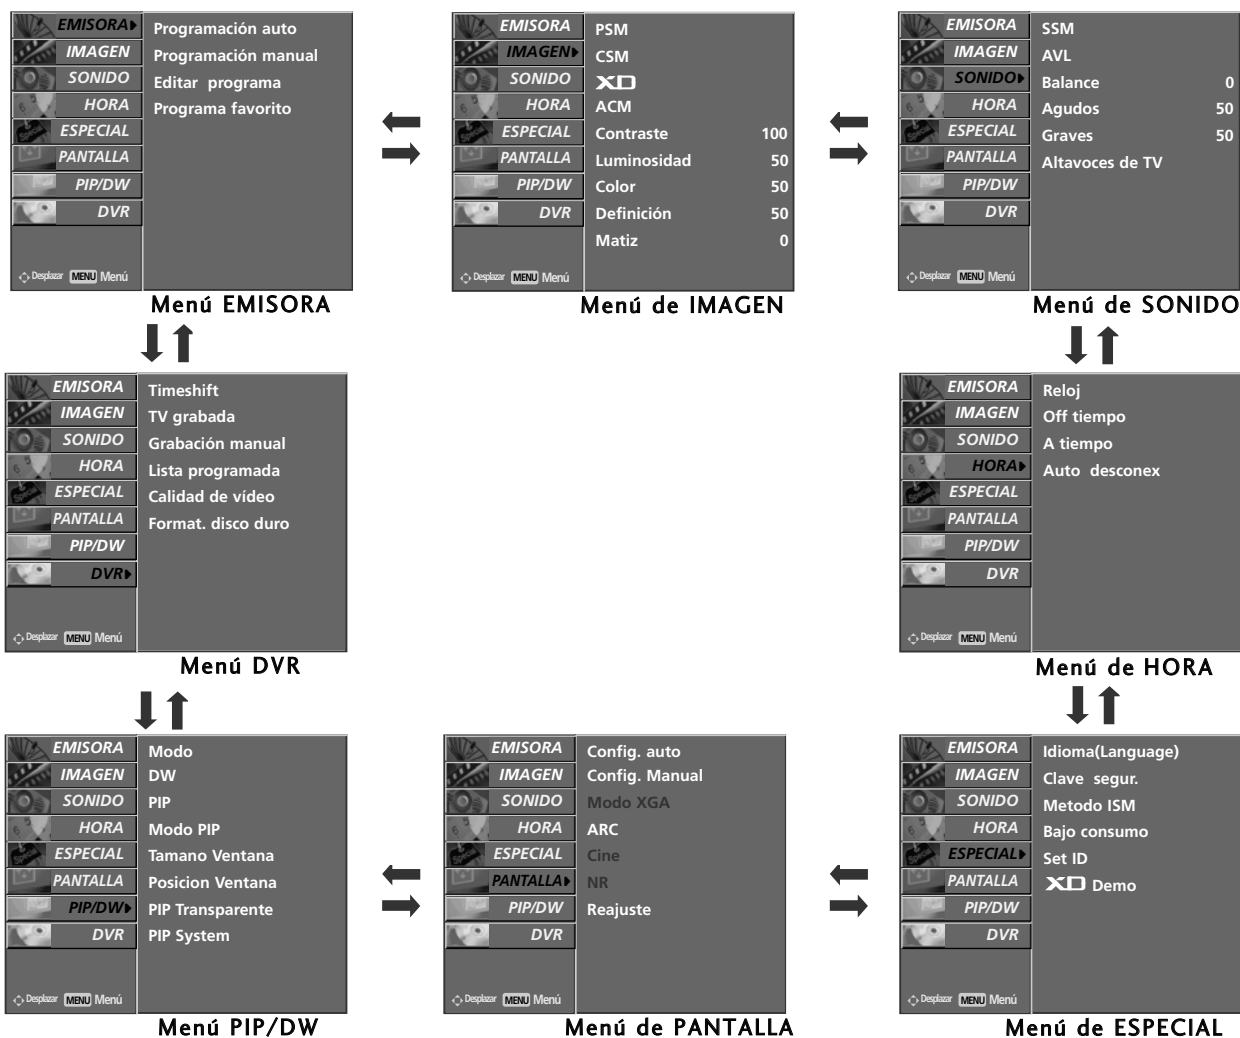 EMISORA
IMAGEN
SONIDO
HORA
ESPECIAL
PANTALLA
PIP/DW
DVR
Desplazar MENU Menú
Programación auto
Programación manual
Editar programa
Programa favorito
Menú EMISORA
EMISORA
IMAGEN
SONIDO
HORA
ESPECIAL
PANTALLA
PIP/DW
DVR
Desplazar MENU Menú
PSM
CSM
XD
ACM
Contraste 100
Luminosidad 50
Color 50
Definición 50
Matiz 0
Menú de IMAGEN
EMISORA
IMAGEN
SONIDO
HORA
ESPECIAL
PANTALLA
PIP/DW
DVR
Desplazar MENU Menú
SSM
AVL
Balance 0
Agudos 50
Graves 50
Altavoces de TV
Menú de SONIDO
EMISORA
IMAGEN
SONIDO
HORA
ESPECIAL
PANTALLA
PIP/DW
DVR
Desplazar MENU Menú
Timeshift
TV grabada
Grabación manual
Lista programada
Calidad de vídeo
Format. disco duro
Menú DVR
EMISORA
IMAGEN
SONIDO
HORA
ESPECIAL
PANTALLA
PIP/DW
DVR
Desplazar MENU Menú
Reloj
Off tiempo
A tiempo
Auto desconex
Menú de HORA
EMISORA
IMAGEN
SONIDO
HORA
ESPECIAL
PANTALLA
PIP/DW
DVR
Desplazar MENU Menú
Modo
DW
PIP
Modo PIP
Tamano Ventana
Posicion Ventana
PIP Transparente
PIP System
Menú PIP/DW
EMISORA
IMAGEN
SONIDO
HORA
ESPECIAL
PANTALLA
PIP/DW
DVR
Desplazar MENU Menú
Config. auto
Config. Manual
Modo XGA
ARC
Cine
NR
Reajuste
Menú de PANTALLA
EMISORA
IMAGEN
SONIDO
HORA
ESPECIAL
PANTALLA
PIP/DW
DVR
Desplazar MENU Menú
Idioma(Language)
Clave segur.
Metodo ISM
Bajo consumo
Set ID
XD Demo
Menú de ESPECIAL